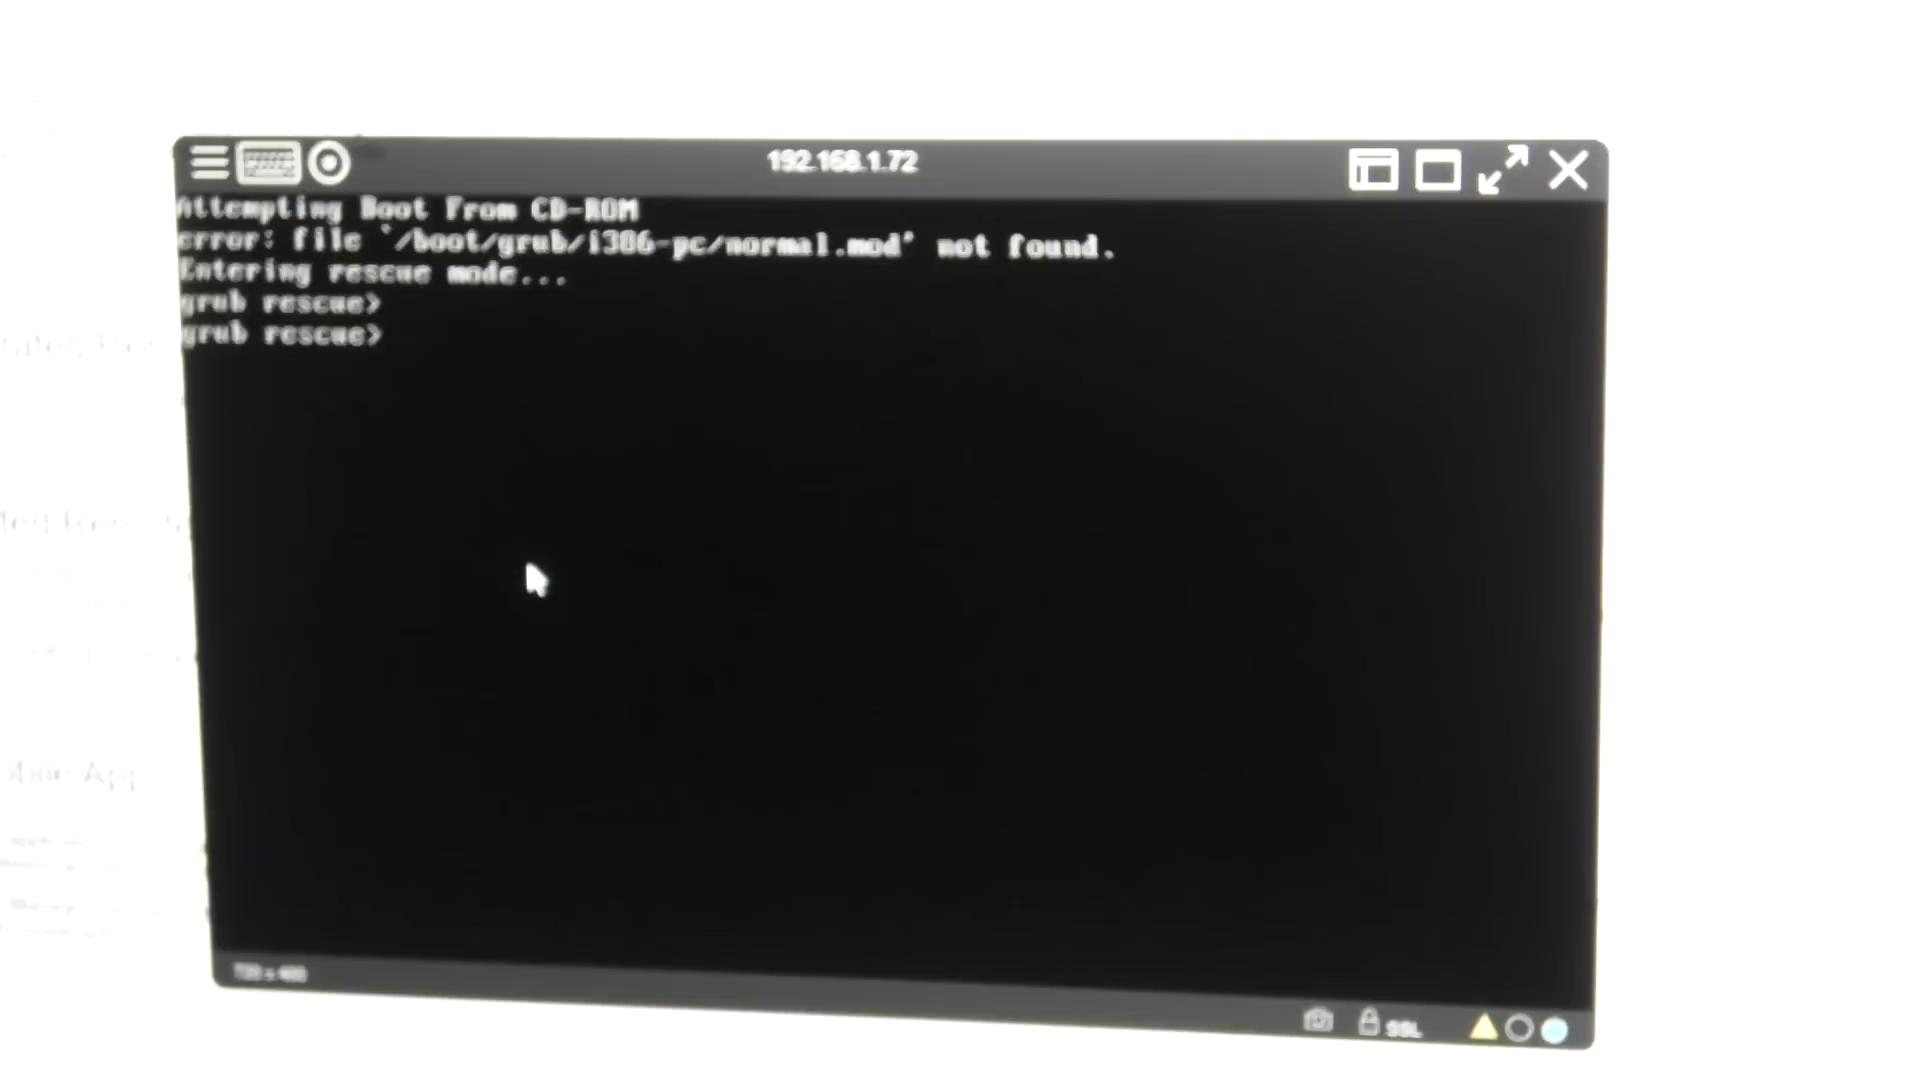 192.168.1.72
Attempting Boot From CD-ROM
error: file `/boot/grub/i386-pc/normal.mod' not found.
Entering rescue mode...
grub rescue>
grub rescue>
SSL